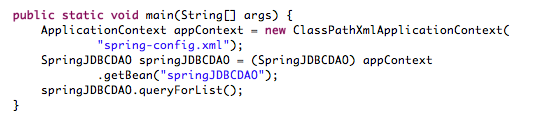 public static void main(String[] args) {
    ApplicationContext appContext = new ClassPathXmlApplicationContext(
            "spring-config.xml");
    SpringJDBCDAO springJDBCDAO = (SpringJDBCDAO) appContext
            .getBean("springJDBCDAO");
    springJDBCDAO.queryForList();
}